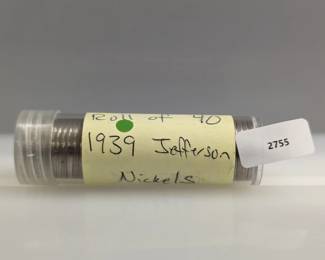 Roll of 40
1939 Jefferson
Nickels
2755